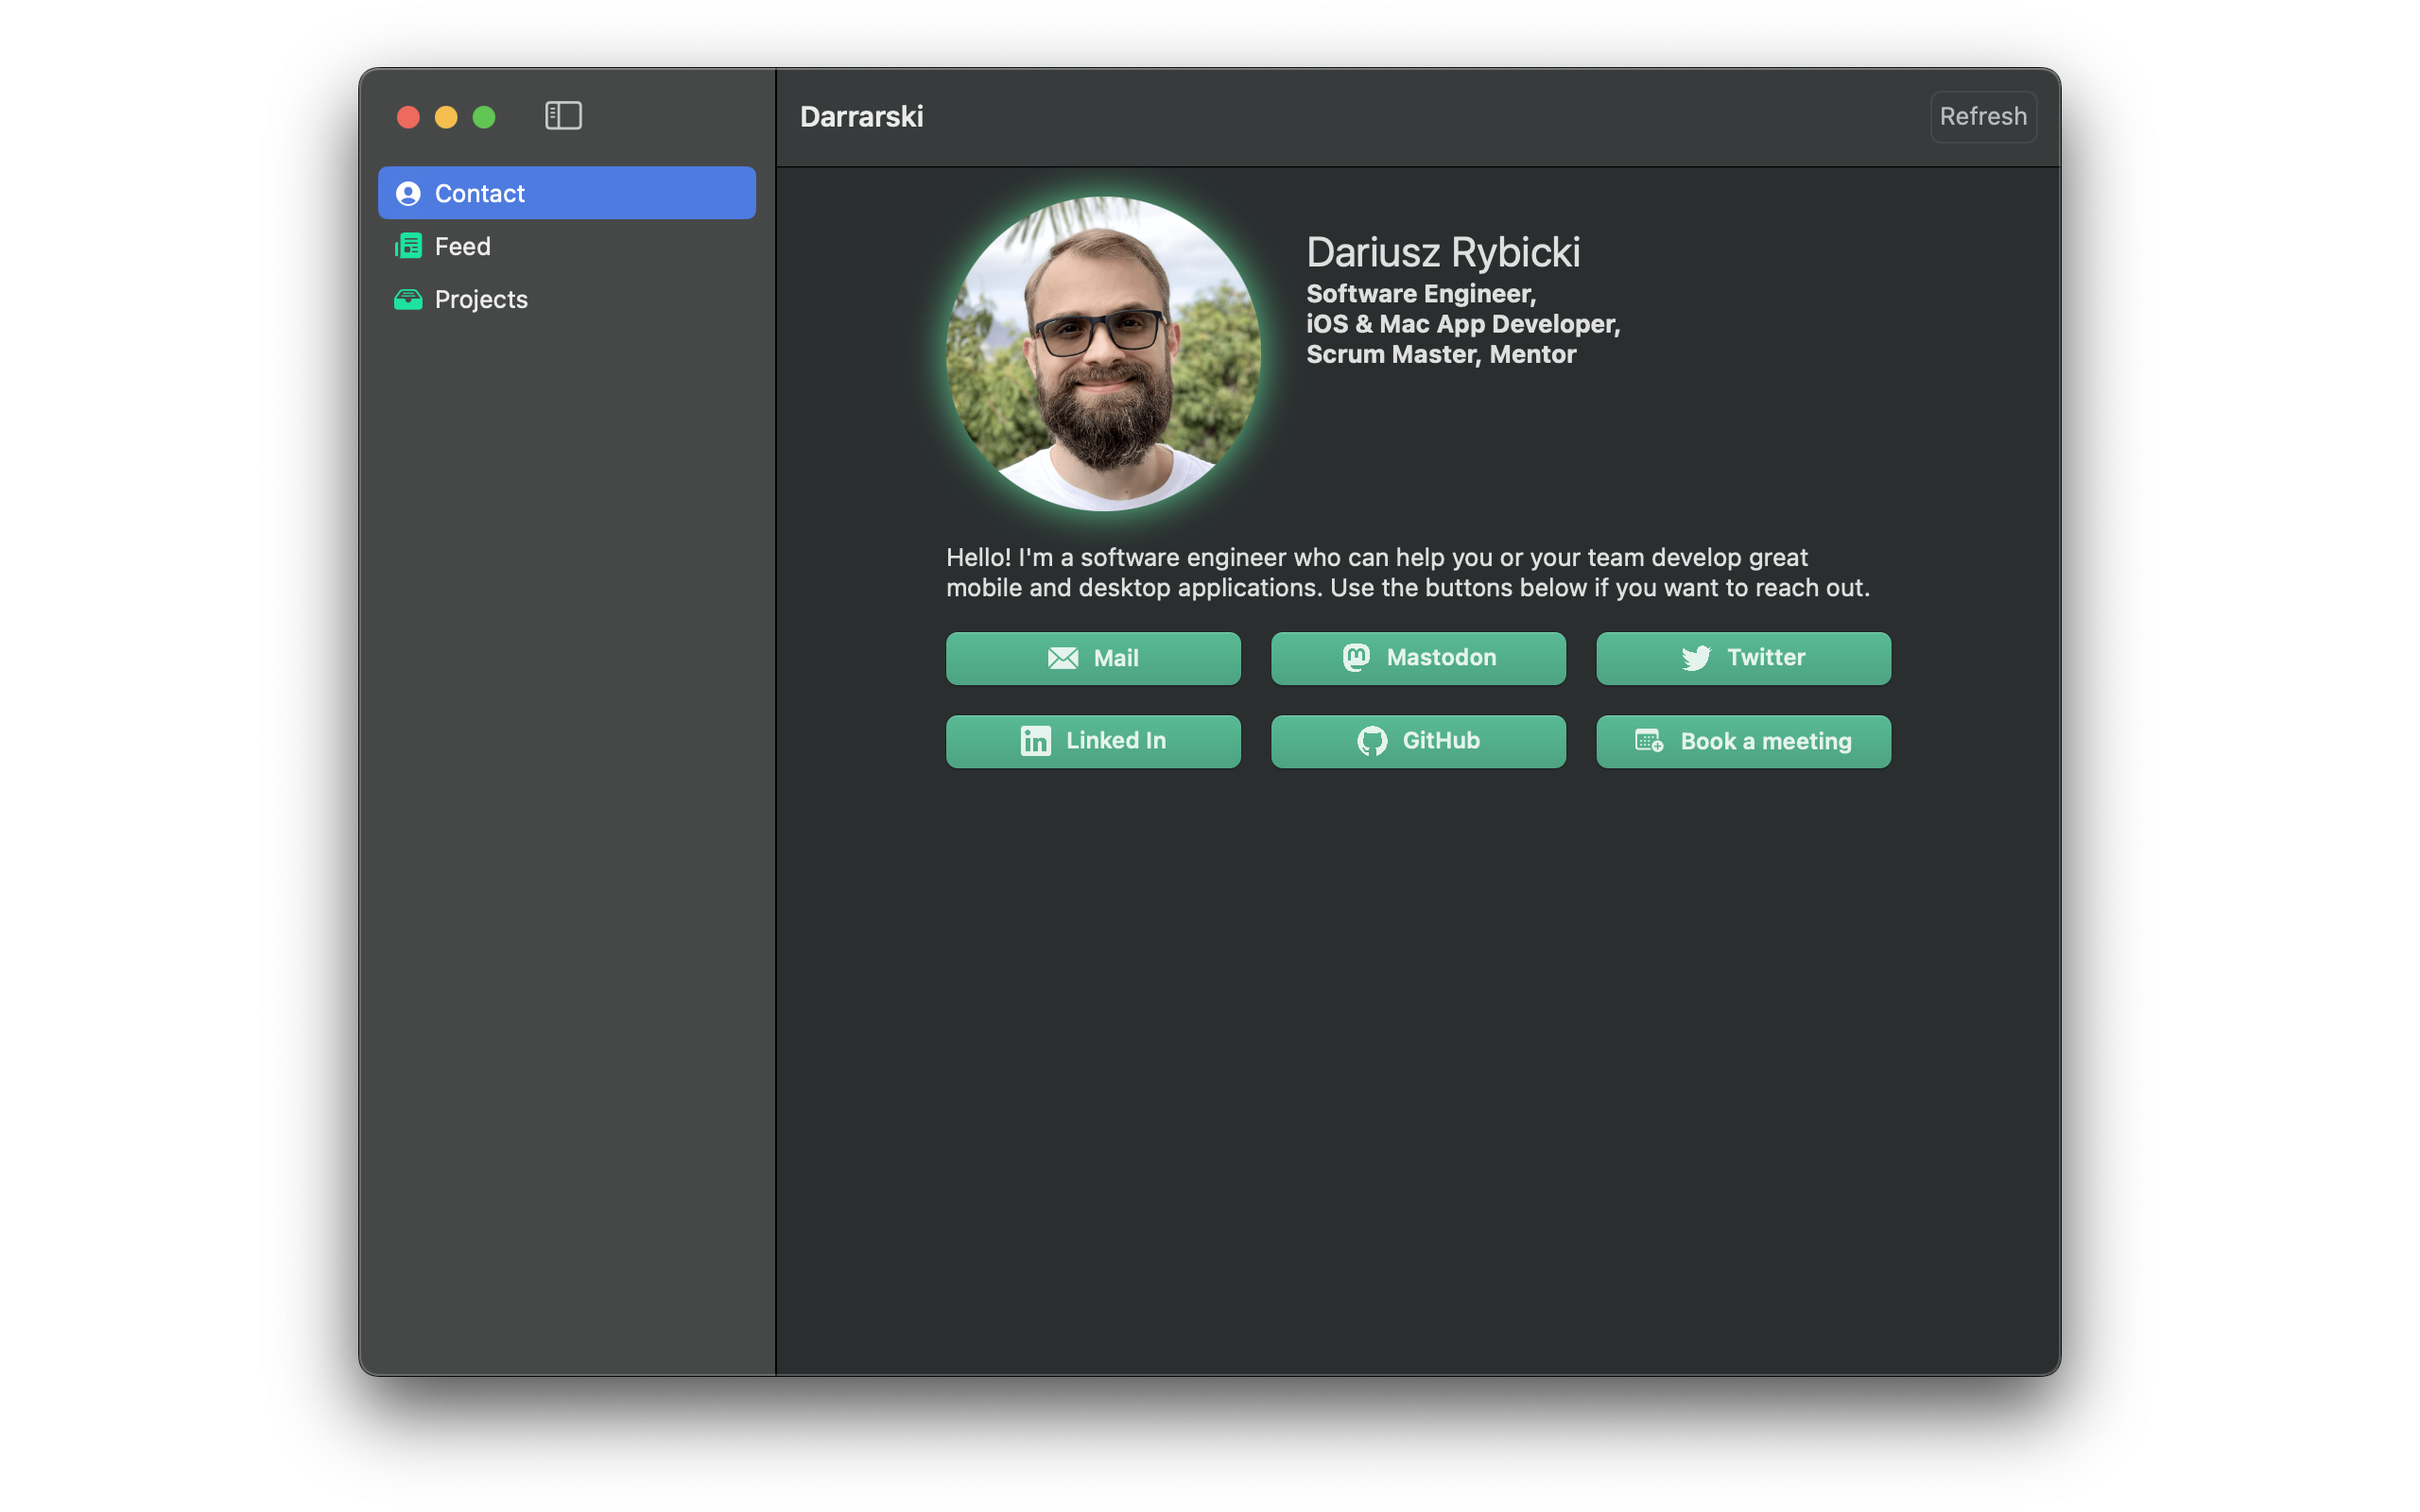 Darrarski
Refresh
Contact
Feed
Projects
Dariusz Rybicki
Software Engineer,
iOS & Mac App Developer,
Scrum Master, Mentor
Hello! I'm a software engineer who can help you or your team develop great
mobile and desktop applications. Use the buttons below if you want to reach out.
Mail
Mastodon
Twitter
Linked In
GitHub
Book a meeting